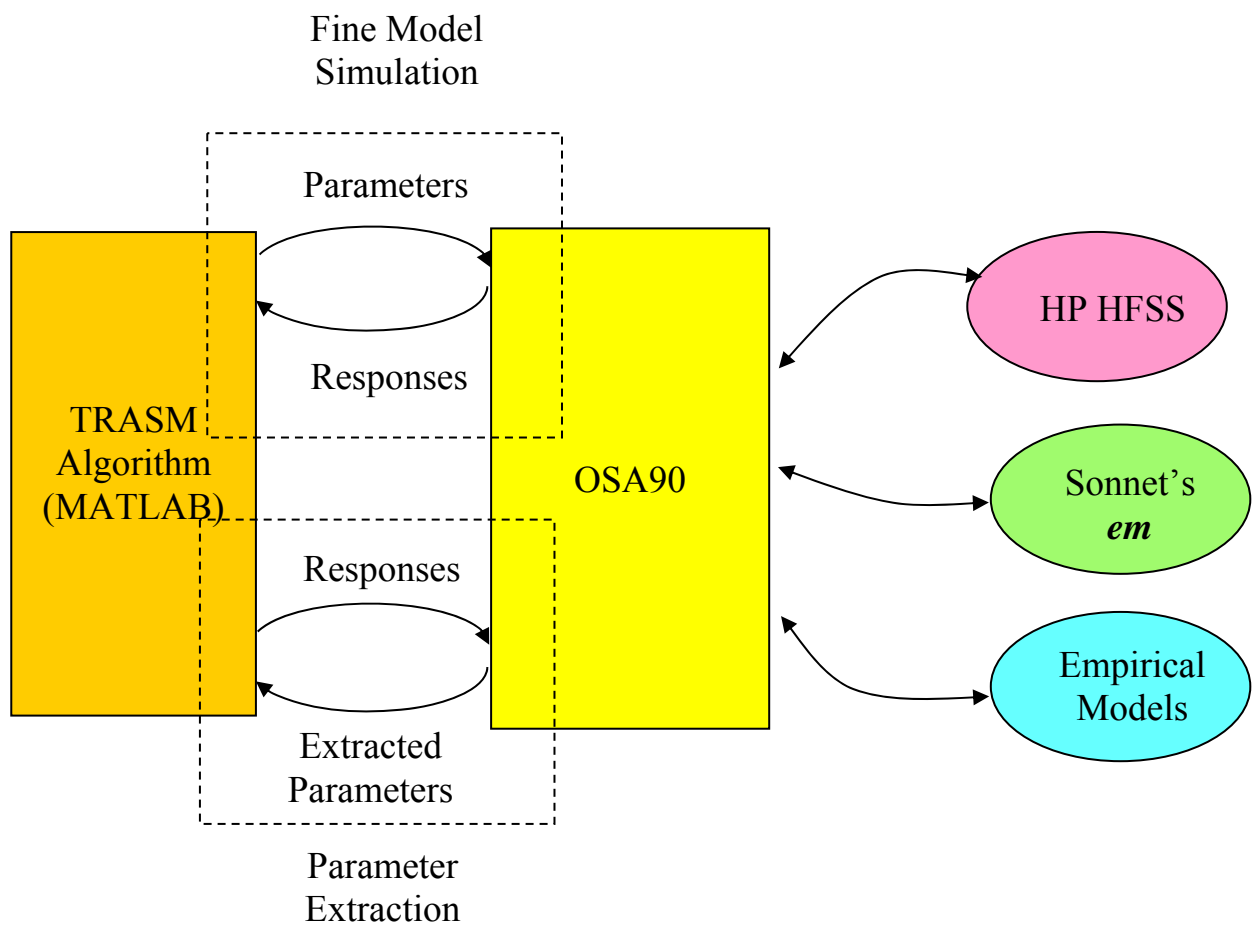 Fine Model
Simulation
Parameters
Responses
TRASM
Algorithm
(MATLAB)
OSA90
HP HFSS
Sonnet’s
em
Empirical
Models
Responses
Extracted
Parameters
Parameter
Extraction